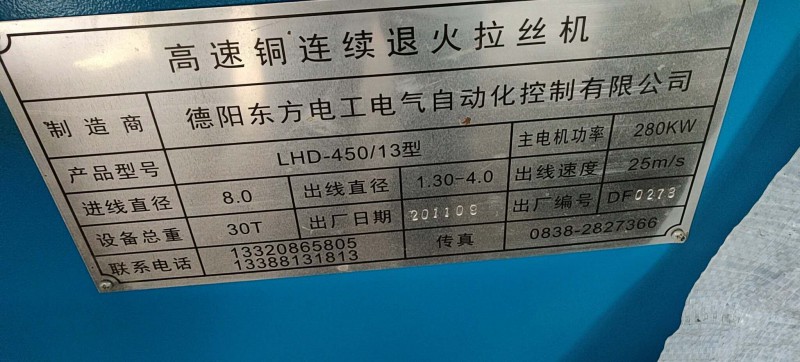 高速铜连续退火拉丝机
制造商 德阳东方电工电气自动化控制有限公司
产品型号 LHD-450/13型 主电机功率 280KW
进线直径 8.0 出线直径 1.30-4.0 出线速度 25m/s
设备总重 30T 出厂日期 201108 出厂编号 DF0273
联系电话 13320865805 传真 0838-2827366
13388131813